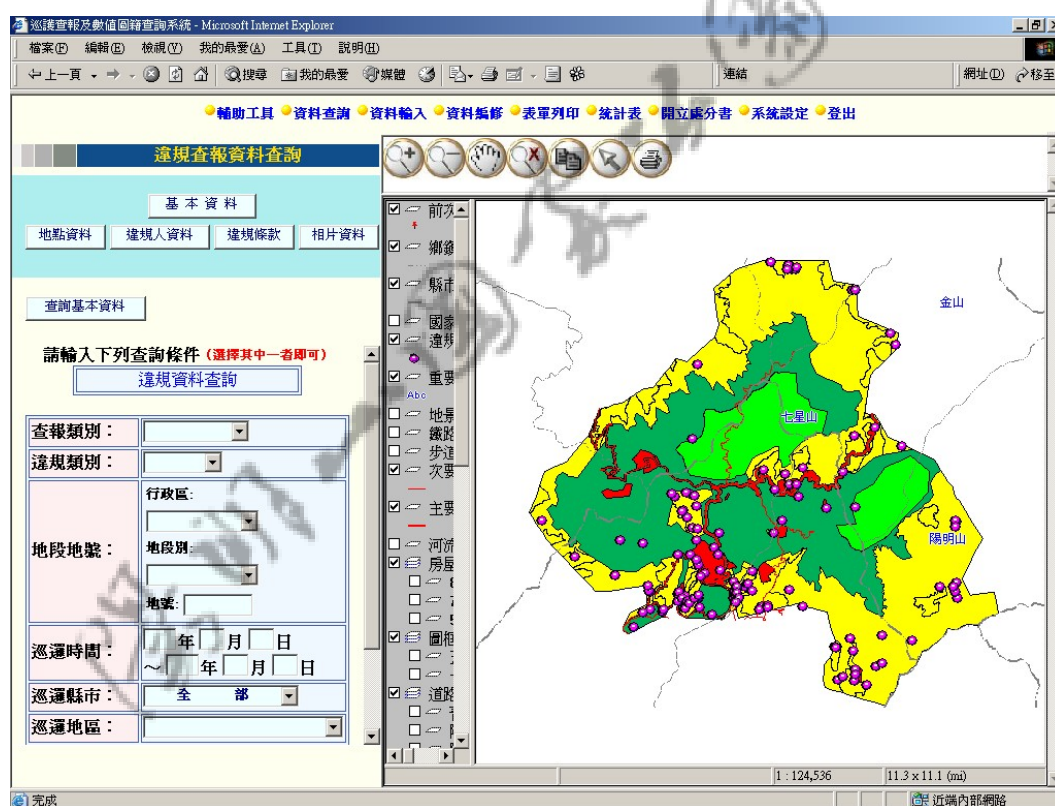 巡護查報及數值圖籍查詢系統 - Microsoft Internet Explorer
檔案(F) 編輯(E) 檢視(V) 我的最愛(A) 工具(T) 說明(H)
上一頁 搜尋 我的最愛 媒體 連結 網址(D) 移至
輔助工具 資料查詢 資料輸入 資料編修 表單列印 統計表 開立處分書 系統設定 登出
違規查報資料查詢
基本資料
地點資料 違規人資料 違規條款 相片資料
查詢基本資料
請輸入下列查詢條件 (選擇其中一者即可)
違規資料查詢
查報類別：
違規類別：
地段地號：
行政區:
地段別:
地號:
巡邏時間：
年 月 日
～ 年 月 日
巡邏縣市： 全 部
巡邏地區：
前次
鄉鎮
縣市
國家
違規
重要
Abc
地景
鐵路
步道
次要
主要
河流
房屋
圖框
道路
金山
七星山
陽明山
1 : 124,536 11.3 x 11.1 (mi)
完成 近端內部網路